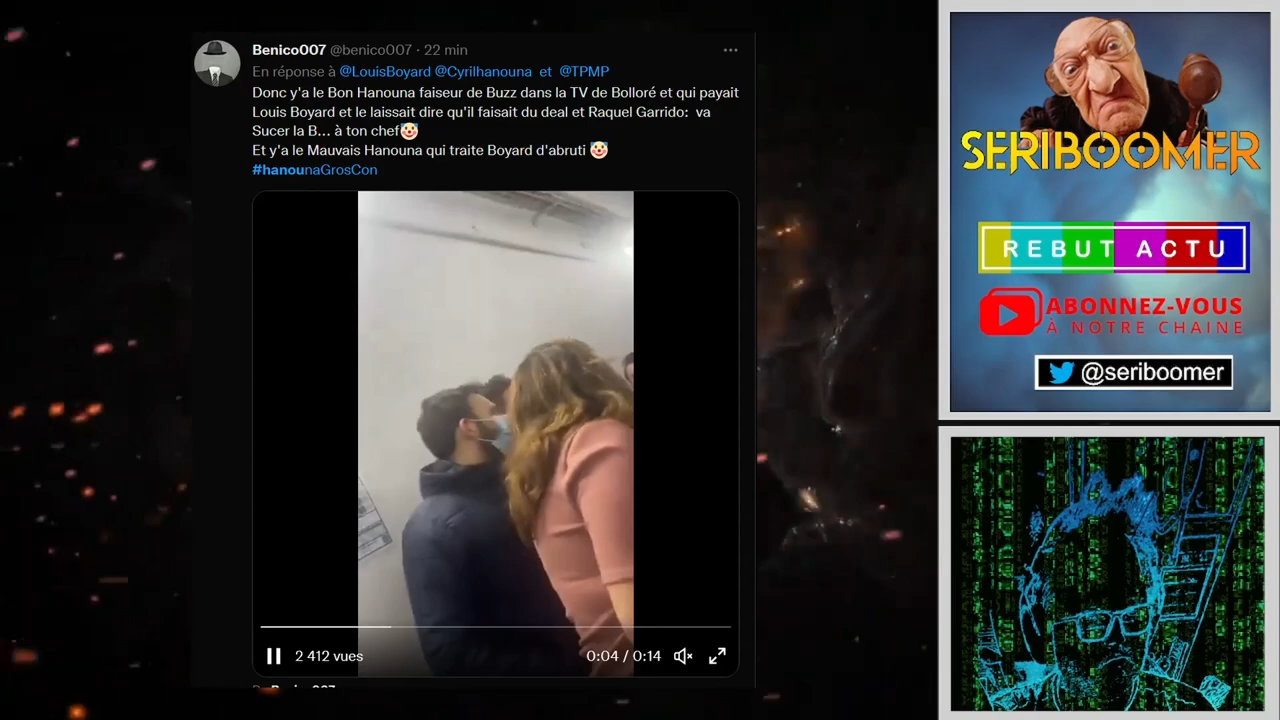 Benico007 @benico007 · 22 min
En réponse à @LouisBoyard @Cyrilhanouna et @TPMP
Donc y'a le Bon Hanouna faiseur de Buzz dans la TV de Bolloré et qui payait
Louis Boyard et le laissait dire qu'il faisait du deal et Raquel Garrido: va
Sucer la B... à ton chef🤡
Et y'a le Mauvais Hanouna qui traite Boyard d'abruti 🤡
#hanounaGrosCon
2 412 vues
0:04 / 0:14
SERIBOOMER
REBUT ACTU
ABONNEZ-VOUS
À NOTRE CHAINE
@seriboomer